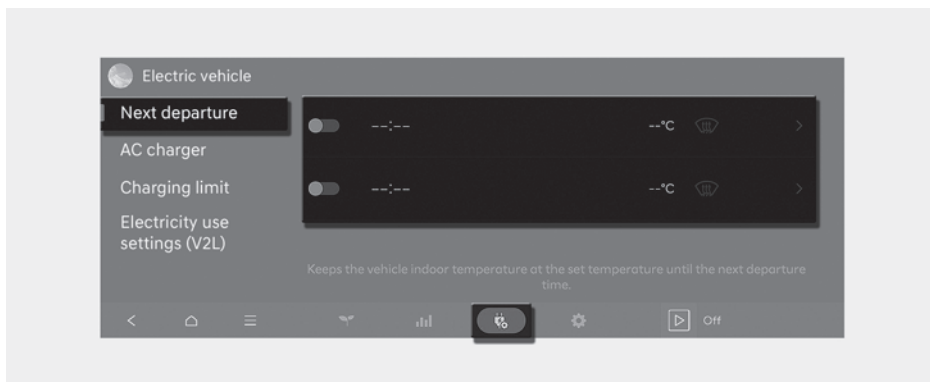 Electric vehicle
Next departure
AC charger
Charging limit
Electricity use
settings (V2L)
--:-- --°C
--:-- --°C
Keeps the vehicle indoor temperature at the set temperature until the next departure
time.
Off